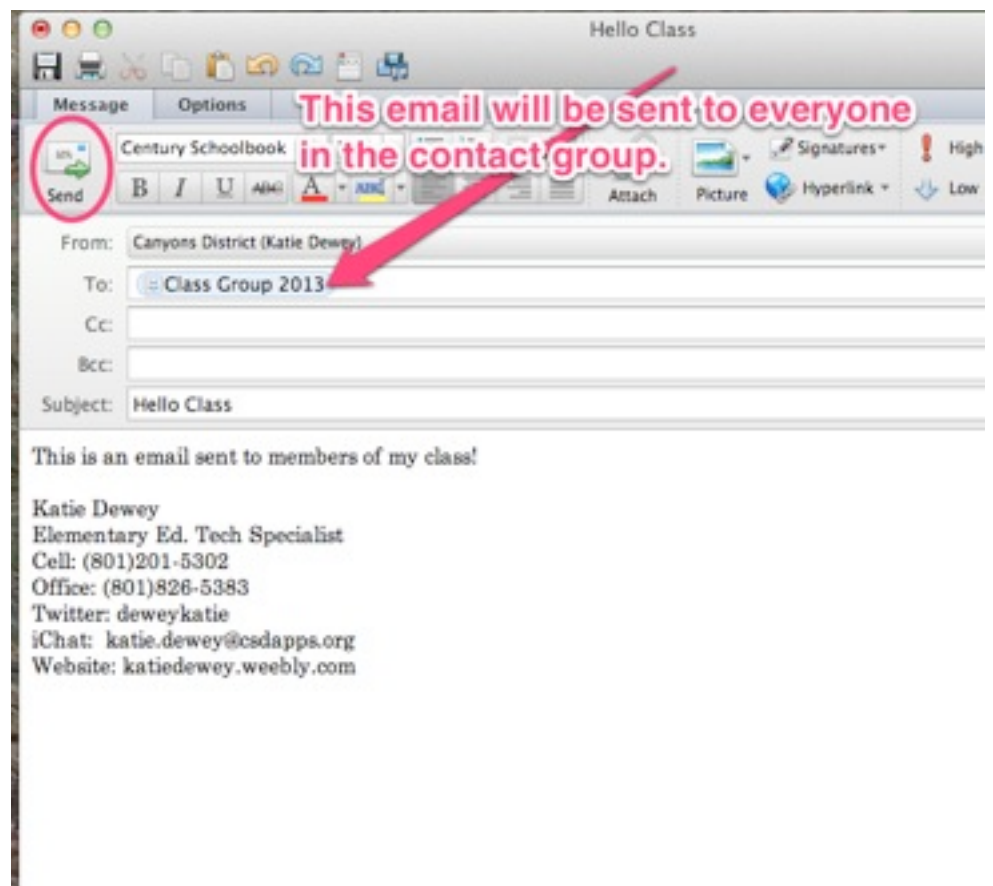 Hello Class
Message Options
This email will be sent to everyone
in the contact group.
Send
Century Schoolbook
B I U ABC A ABC
Attach
Picture
Signatures
Hyperlink
High
Low
From: Canyons District (Katie Dewey)
To: Class Group 2013
Cc:
Bcc:
Subject: Hello Class
This is an email sent to members of my class!
Katie Dewey
Elementary Ed. Tech Specialist
Cell: (801)201-5302
Office: (801)826-5383
Twitter: deweykatie
iChat: katie.dewey@csdapps.org
Website: katiedewey.weebly.com